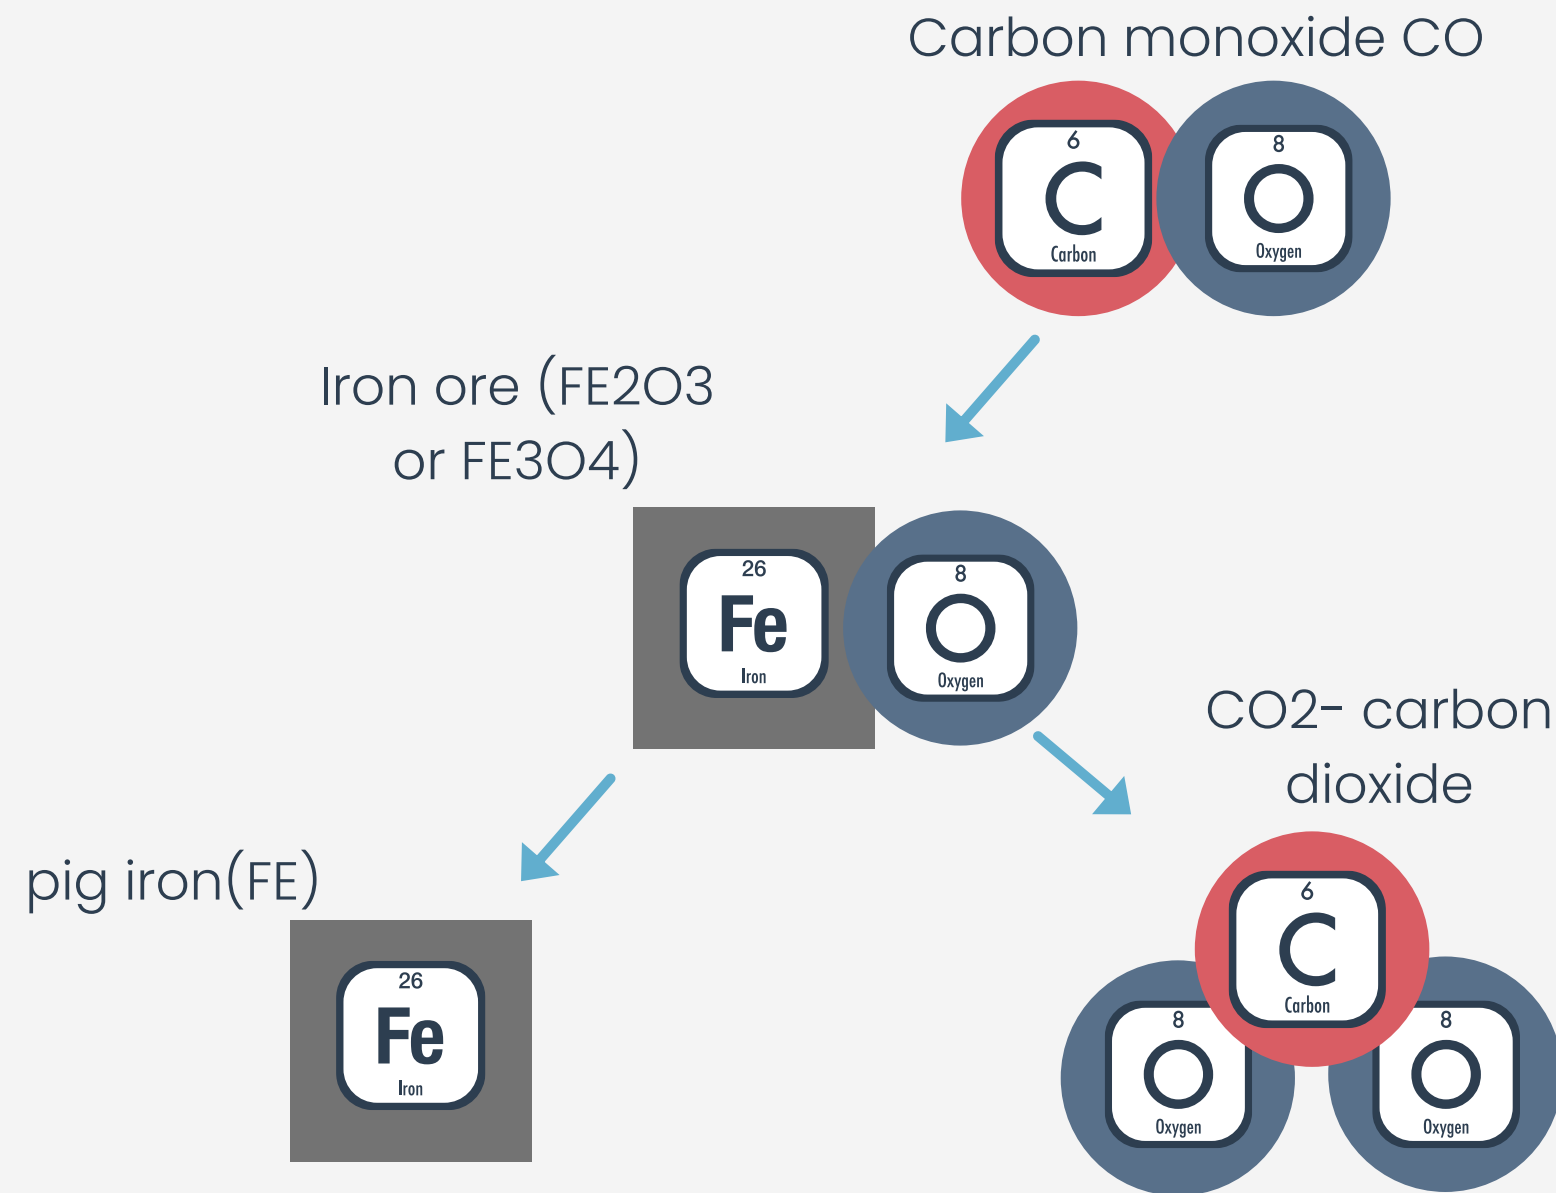 Carbon monoxide CO
6
C
Carbon
8
O
Oxygen
Iron ore (FE2O3
or FE3O4)
26
Fe
Iron
8
O
Oxygen
CO2- carbon
dioxide
pig iron(FE)
26
Fe
Iron
6
C
Carbon
8
O
Oxygen
8
O
Oxygen